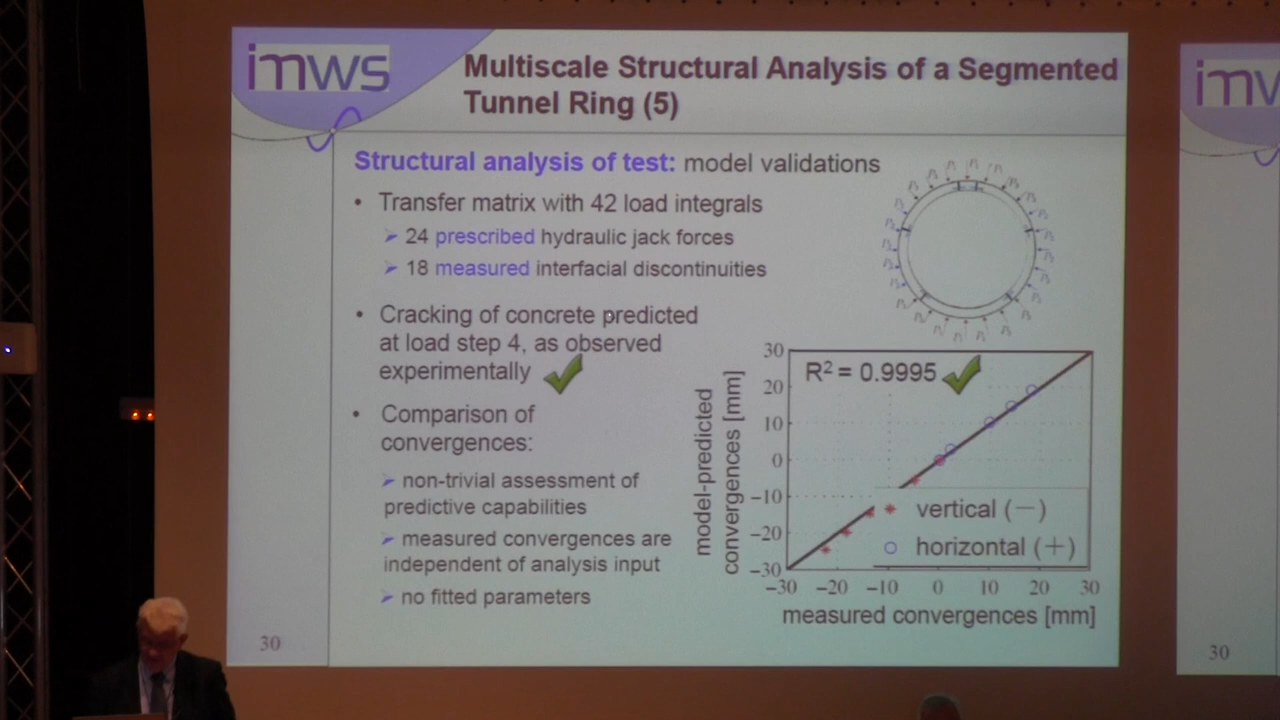 imws
Multiscale Structural Analysis of a Segmented
Tunnel Ring (5)
Structural analysis of test: model validations
• Transfer matrix with 42 load integrals
➢ 24 prescribed hydraulic jack forces
➢ 18 measured interfacial discontinuities
• Cracking of concrete predicted
at load step 4, as observed
experimentally
• Comparison of
convergences:
➢ non-trivial assessment of
predictive capabilities
➢ measured convergences are
independent of analysis input
➢ no fitted parameters
30
R² = 0.9995
model-predicted
convergences [mm]
30
20
10
0
−10
−20
−30
vertical (−)
horizontal (+)
−30 −20 −10 0 10 20 30
measured convergences [mm]
imv
30